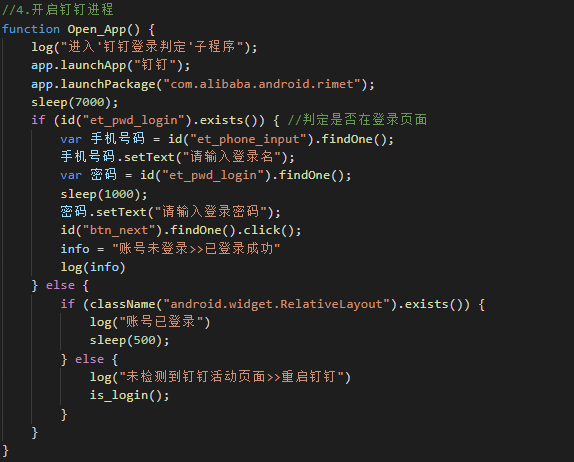 //4.开启钉钉进程
function Open_App() {
    log("进入'钉钉登录判定'子程序");
    app.launchApp("钉钉");
    app.launchPackage("com.alibaba.android.rimet");
    sleep(7000);
    if (id("et_pwd_login").exists()) { //判定是否在登录页面
        var 手机号码 = id("et_phone_input").findOne();
        手机号码.setText("请输入登录名");
        var 密码 = id("et_pwd_login").findOne();
        sleep(1000);
        密码.setText("请输入登录密码");
        id("btn_next").findOne().click();
        info = "账号未登录>>已登录成功"
        log(info)
    } else {
        if (className("android.widget.RelativeLayout").exists()) {
            log("账号已登录")
            sleep(500);
        } else {
            log("未检测到钉钉活动页面>>重启钉钉")
            is_login();
        }
    }
}